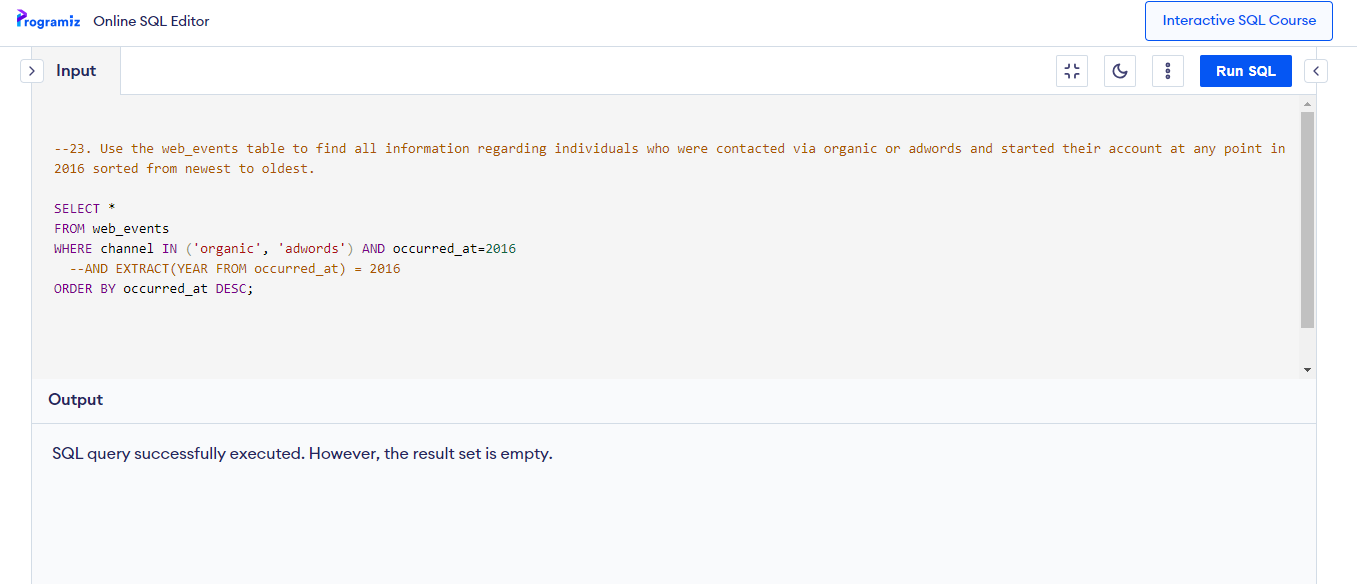 Programiz Online SQL Editor
Interactive SQL Course
Input
Run SQL
--23. Use the web_events table to find all information regarding individuals who were contacted via organic or adwords and started their account at any point in
2016 sorted from newest to oldest.
SELECT *
FROM web_events
WHERE channel IN ('organic', 'adwords') AND occurred_at=2016
--AND EXTRACT(YEAR FROM occurred_at) = 2016
ORDER BY occurred_at DESC;
Output
SQL query successfully executed. However, the result set is empty.